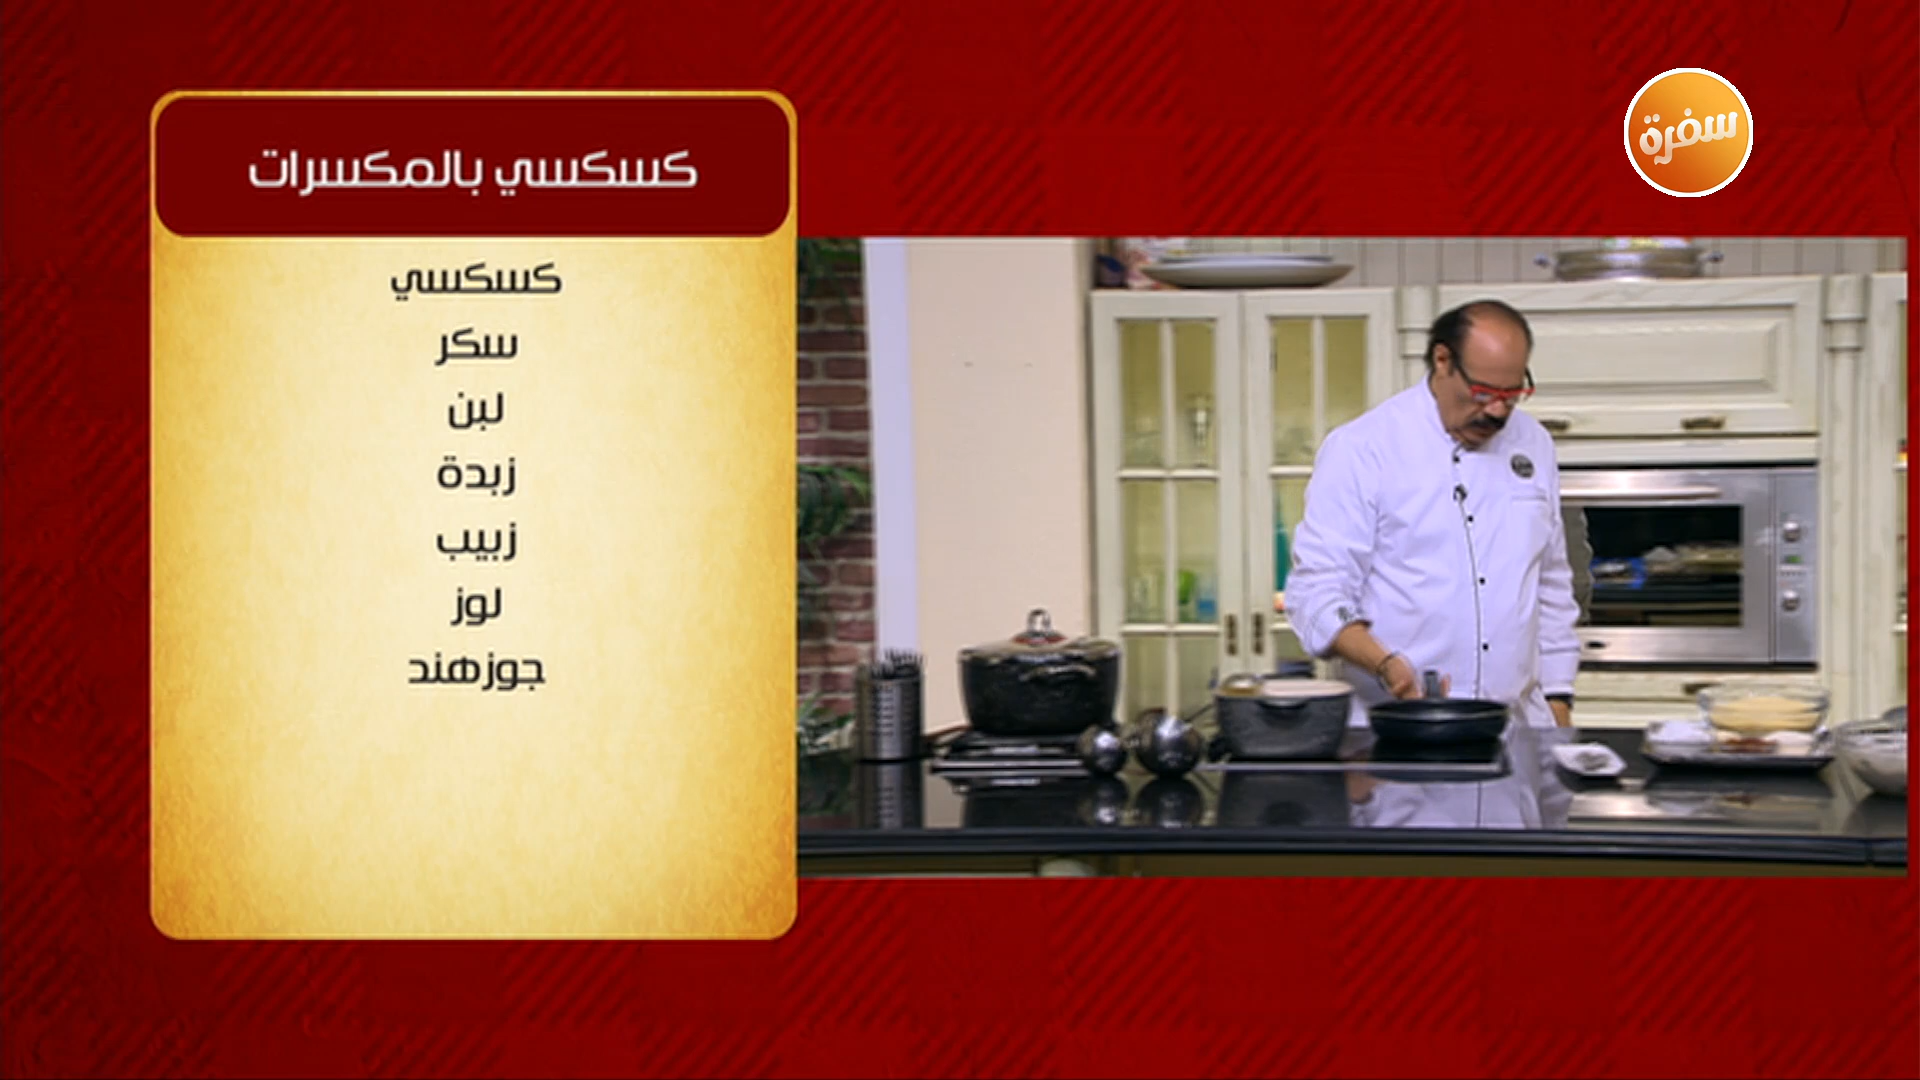 سفرة
كسكسي بالمكسرات
كسكسي
سكر
لبن
زبدة
زبيب
لوز
جوزهند